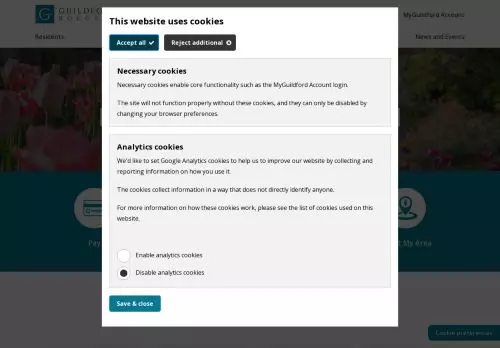 GUILDFO
BOROU
MyGuildford Account
Residents
News and Events
This website uses cookies
Accept all
Reject additional
Necessary cookies
Necessary cookies enable core functionality such as the MyGuildford Account login.
The site will not function properly without these cookies, and they can only be disabled by
changing your browser preferences.
Analytics cookies
We'd like to set Google Analytics cookies to help us to improve our website by collecting and
reporting information on how you use it.
The cookies collect information in a way that does not directly identify anyone.
For more information on how these cookies work, please see the list of cookies used on this
website.
Enable analytics cookies
Disable analytics cookies
Pay
My Area
Save & close
Cookie preferences